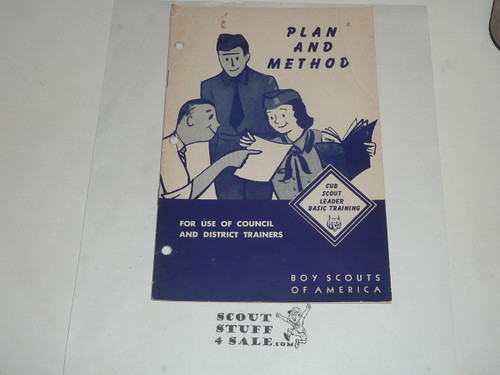 PLAN
AND
METHOD
CUB
SCOUT
LEADER
BASIC TRAINING
FOR USE OF COUNCIL
AND DISTRICT TRAINERS
BOY SCOUTS
OF AMERICA
SCOUT
STUFF
4 SALE.com